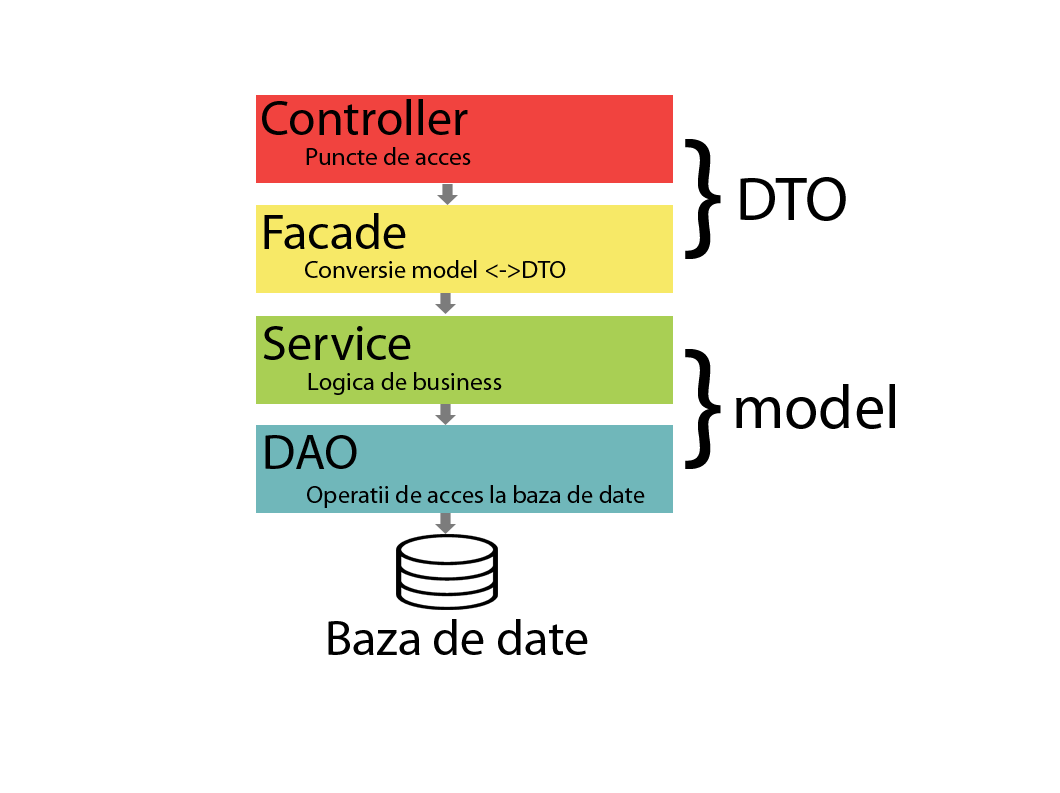 Controller
Puncte de acces
Facade
Conversie model <->DTO
Service
Logica de business
DAO
Operatii de acces la baza de date
Baza de date
} DTO
} model